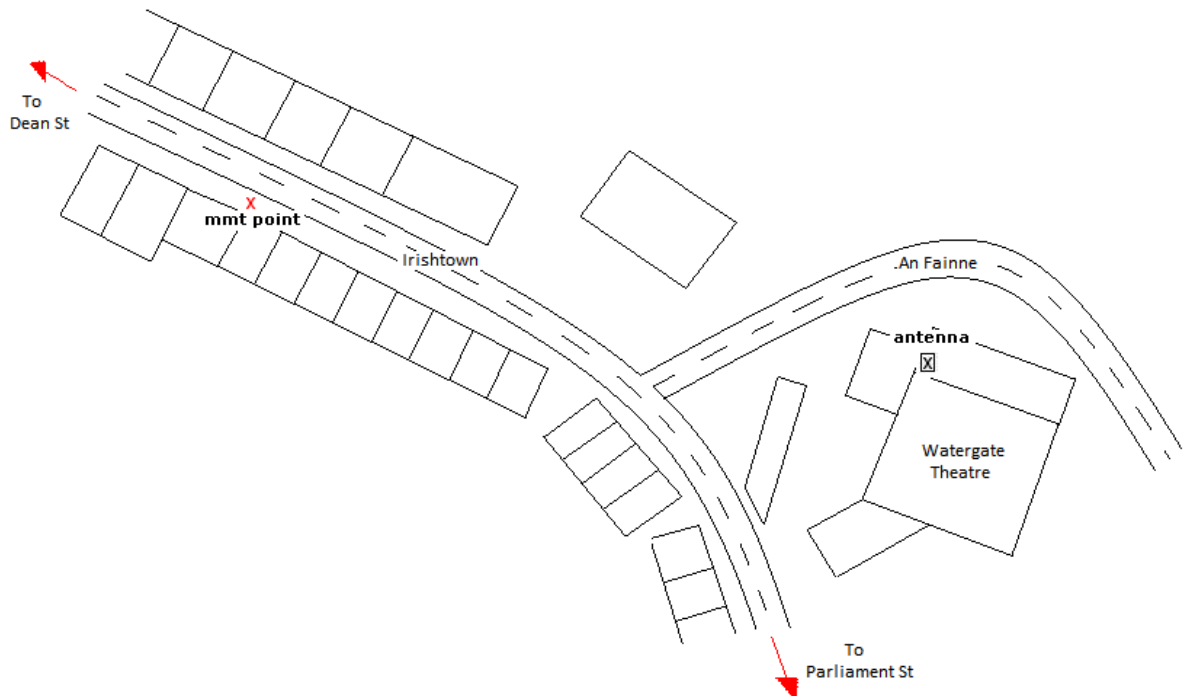 To
Dean St
X
mmt point
Irishtown
An Fainne
antenna
X
Watergate
Theatre
To
Parliament St